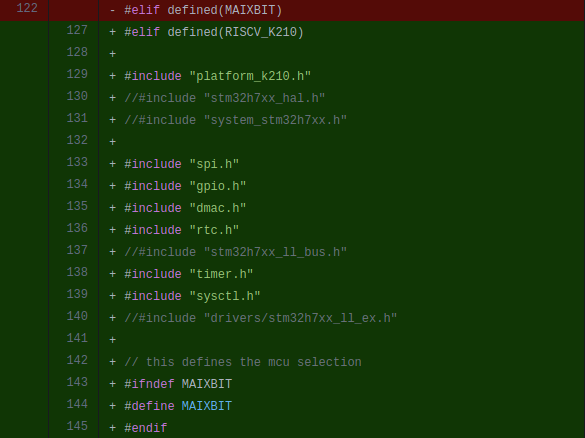 122 - #elif defined(MAIXBIT)
127 + #elif defined(RISCV_K210)
128 +
129 + #include "platform_k210.h"
130 + //#include "stm32h7xx_hal.h"
131 + //#include "system_stm32h7xx.h"
132 +
133 + #include "spi.h"
134 + #include "gpio.h"
135 + #include "dmac.h"
136 + #include "rtc.h"
137 + //#include "stm32h7xx_ll_bus.h"
138 + #include "timer.h"
139 + #include "sysctl.h"
140 + //#include "drivers/stm32h7xx_ll_ex.h"
141 +
142 + // this defines the mcu selection
143 + #ifndef MAIXBIT
144 + #define MAIXBIT
145 + #endif